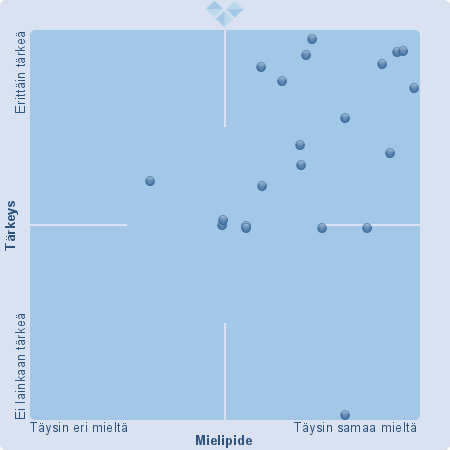 Erittäin tärkeä
Tärkeys
Ei lainkaan tärkeä
Täysin eri mieltä
Täysin samaa mieltä
Mielipide